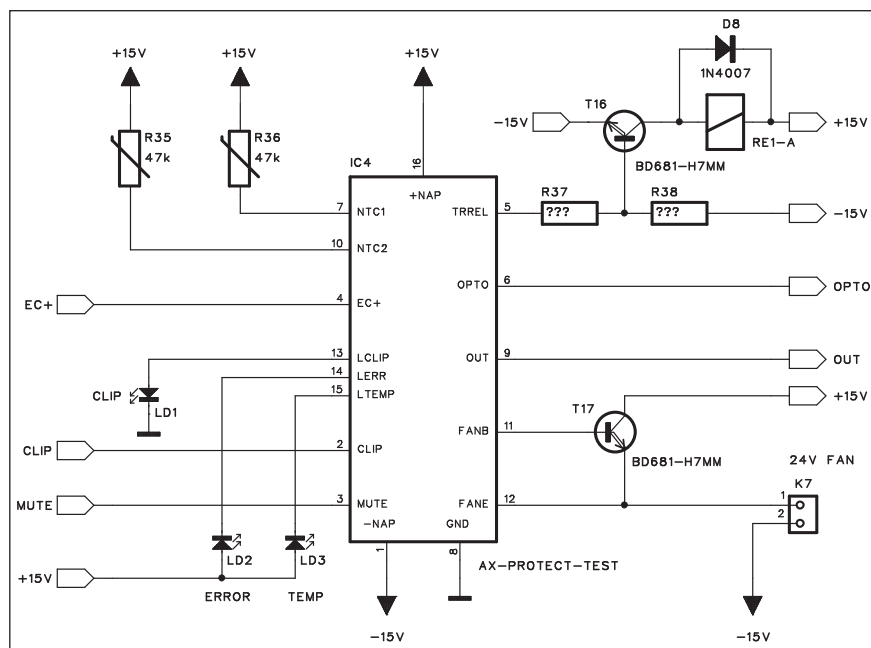 D8
1N4007
+15V
+15V
+15V
T16
-15V
+15V
RE1-A
BD681-H7MM
R35
47k
R36
47k
IC4
16
+NAP
R37
???
R38
???
7
NTC1
TRREL
5
-15V
10
NTC2
OPTO
6
OPTO
EC+
4
EC+
13
LCLIP
OUT
9
OUT
14
LERR
15
LTEMP
CLIP
LD1
+15V
T17
FANB
11
BD681-H7MM
24V FAN
K7
CLIP
2
CLIP
MUTE
3
MUTE
FANE
12
1
2
-NAP
GND
1
8
LD2
LD3
AX-PROTECT-TEST
+15V
ERROR
TEMP
-15V
-15V